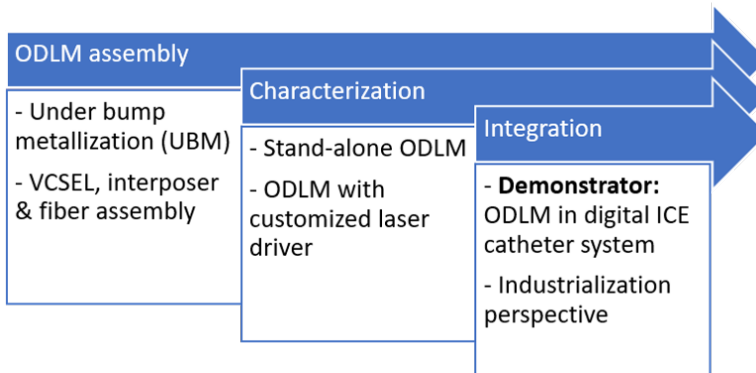 ODLM assembly
- Under bump
metallization (UBM)
- VCSEL, interposer
& fiber assembly
Characterization
- Stand-alone ODLM
- ODLM with
customized laser
driver
Integration
- Demonstrator:
ODLM in digital ICE
catheter system
- Industrialization
perspective